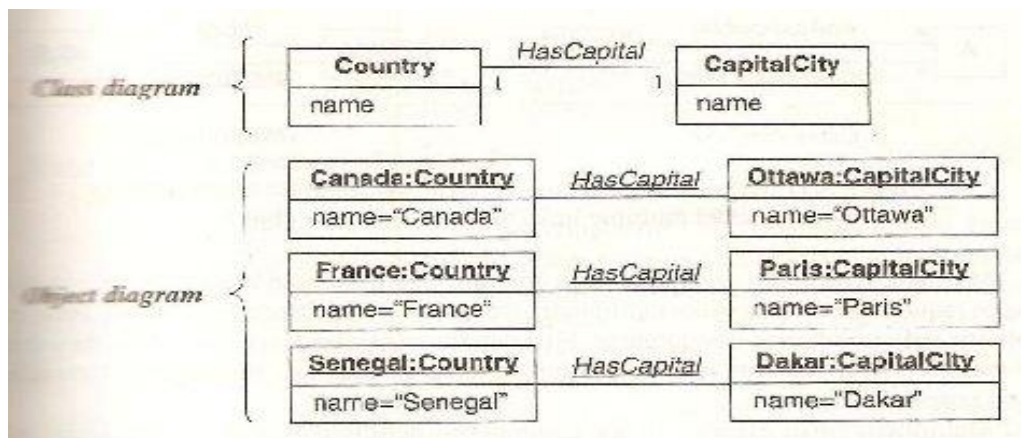 HasCapital
Country CapitalCity
1 1
Class diagram
name name
Canada:Country HasCapital Ottawa:CapitalCity
name="Canada" name="Ottawa"
France:Country HasCapital Paris:CapitalCity
Object diagram
name="France" name="Paris"
Senegal:Country HasCapital Dakar:CapitalCity
name="Senegal" name="Dakar"